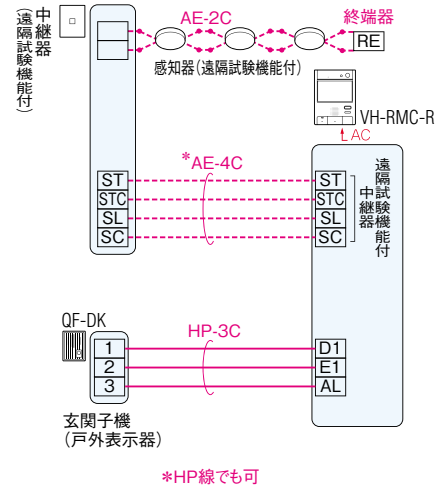 中継器
(遠隔試験機能付)
AE-2C
終端器
RE
感知器(遠隔試験機能付)
VH-RMC-R
AC
*AE-4C
ST
STC
SL
SC
ST
STC
SL
SC
遠隔試験機能付
中継器
QF-DK
HP-3C
1
2
3
D1
E1
AL
玄関子機
(戸外表示器)
*HP線でも可